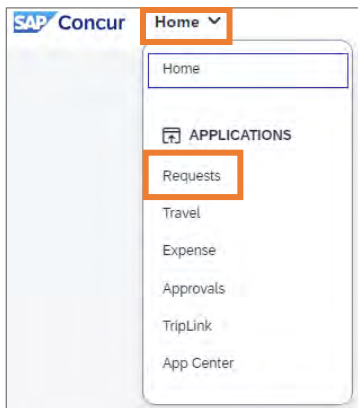 SAP Concur Home
Home
APPLICATIONS
Requests
Travel
Expense
Approvals
TripLink
App Center